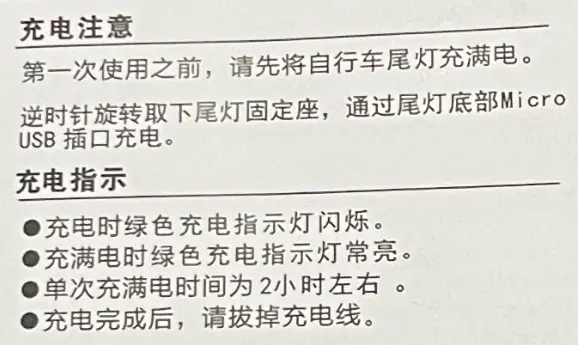 充电注意
第一次使用之前，请先将自行车尾灯充满电。
逆时针旋转取下尾灯固定座，通过尾灯底部Micro
USB 插口充电。
充电指示
●充电时绿色充电指示灯闪烁。
●充满电时绿色充电指示灯常亮。
●单次充满电时间为2小时左右 。
●充电完成后，请拔掉充电线。